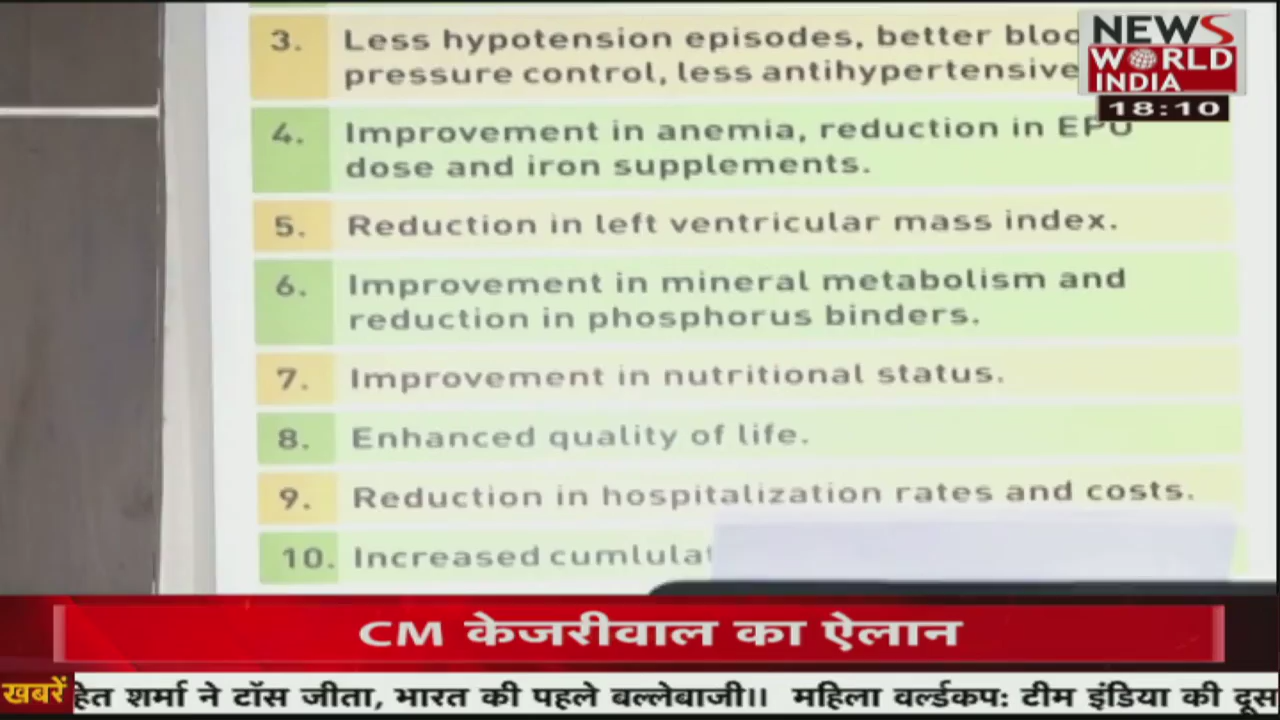 3. Less hypotension episodes, better bloo
pressure control, less antihypertensive
4. Improvement in anemia, reduction in EPO
dose and iron supplements.
5. Reduction in left ventricular mass index.
6. Improvement in mineral metabolism and
reduction in phosphorus binders.
7. Improvement in nutritional status.
8. Enhanced quality of life.
9. Reduction in hospitalization rates and costs.
10. Increased cumlulat
NEWS
WORLD
INDIA
18:10
CM केजरीवाल का ऐलान
खबरें हित शर्मा ने टॉस जीता, भारत की पहले बल्लेबाजी।। महिला वर्ल्डकप: टीम इंडिया की दूस